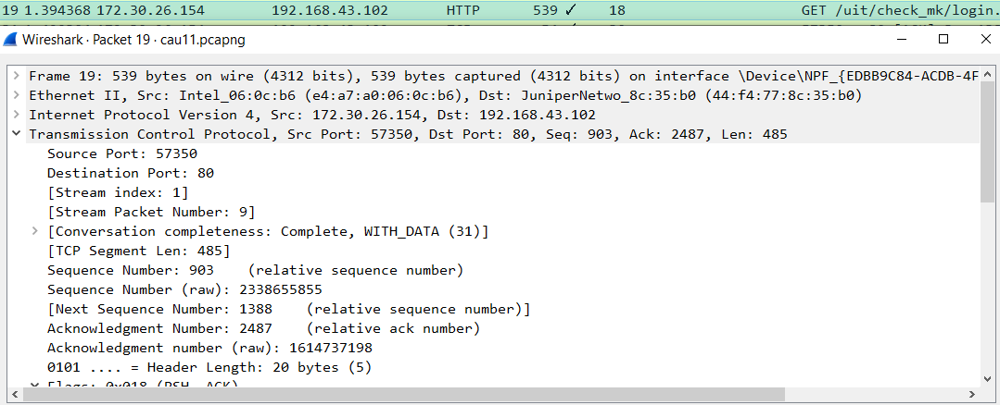 19 1.394368 172.30.26.154 192.168.43.102 HTTP 539 ✓ 18 GET /uit/check_mk/login.
Wireshark · Packet 19 · cau11.pcapng
Frame 19: 539 bytes on wire (4312 bits), 539 bytes captured (4312 bits) on interface \Device\NPF_{EDBB9C84-ACDB-4F
Ethernet II, Src: Intel_06:0c:b6 (e4:a7:a0:06:0c:b6), Dst: JuniperNetwo_8c:35:b0 (44:f4:77:8c:35:b0)
Internet Protocol Version 4, Src: 172.30.26.154, Dst: 192.168.43.102
Transmission Control Protocol, Src Port: 57350, Dst Port: 80, Seq: 903, Ack: 2487, Len: 485
Source Port: 57350
Destination Port: 80
[Stream index: 1]
[Stream Packet Number: 9]
[Conversation completeness: Complete, WITH_DATA (31)]
[TCP Segment Len: 485]
Sequence Number: 903    (relative sequence number)
Sequence Number (raw): 2338655855
[Next Sequence Number: 1388    (relative sequence number)]
Acknowledgment Number: 2487    (relative ack number)
Acknowledgment number (raw): 1614737198
0101 .... = Header Length: 20 bytes (5)
Flags: 0x018 (PSH, ACK)